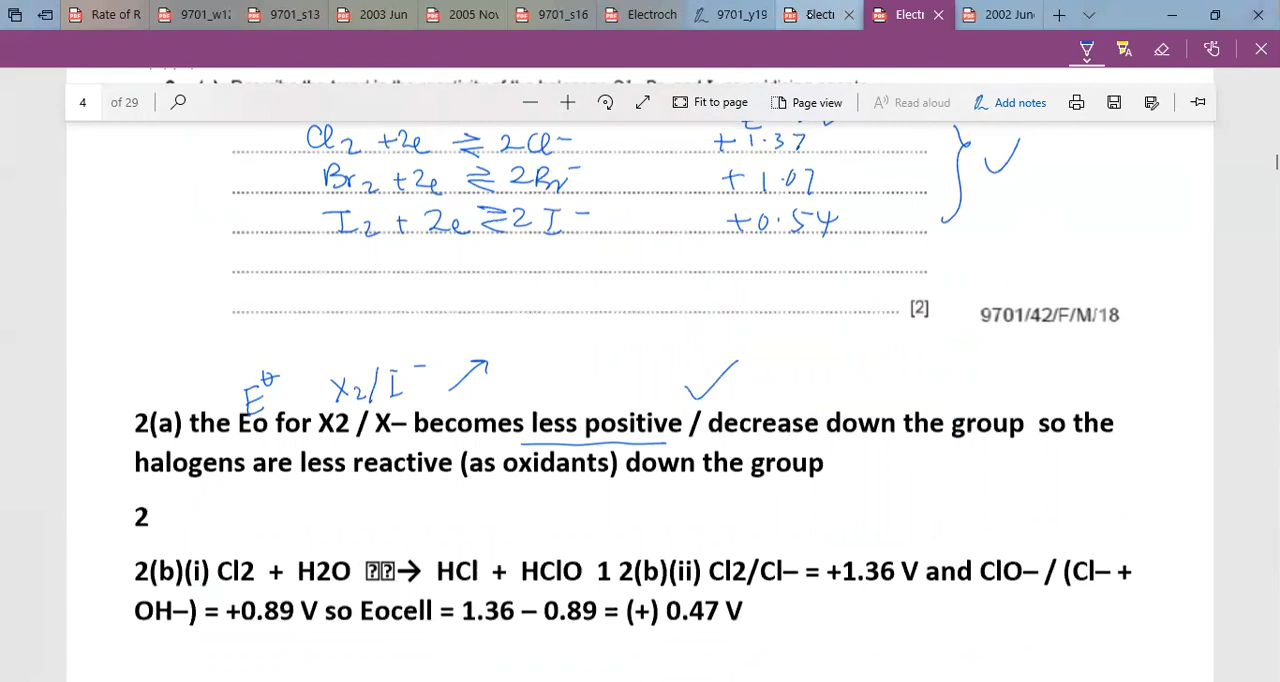 Rate of R
9701_w12
9701_s13
2003 Jun
2005 Nov
9701_s16
Electroch
9701_y19
Electi
Electi
2002 Jun
4 of 29
Fit to page
Page view
Read aloud
Add notes
Cl2 +2e ⇌ 2Cl- +1.37
Br2 +2e ⇌ 2Br- +1.07
I2 + 2e ⇌ 2I- +0.54
[2] 9701/42/F/M/18
E⦵ X2/I-
2(a) the Eo for X2 / X– becomes less positive / decrease down the group so the
halogens are less reactive (as oxidants) down the group
2
2(b)(i) Cl2 + H2O → HCl + HClO 1 2(b)(ii) Cl2/Cl– = +1.36 V and ClO– / (Cl– +
OH–) = +0.89 V so Eocell = 1.36 – 0.89 = (+) 0.47 V